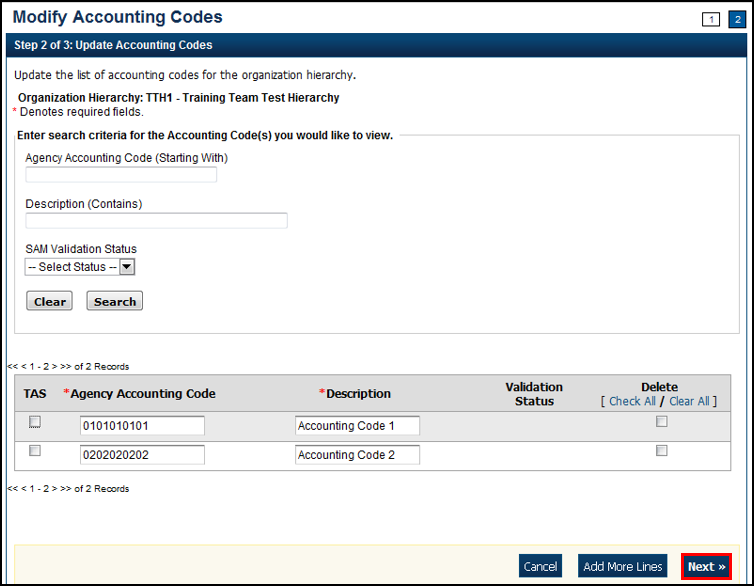 Modify Accounting Codes
1 2
Step 2 of 3: Update Accounting Codes
Update the list of accounting codes for the organization hierarchy.
Organization Hierarchy: TTH1 - Training Team Test Hierarchy
* Denotes required fields.
Enter search criteria for the Accounting Code(s) you would like to view.
Agency Accounting Code (Starting With)
Description (Contains)
SAM Validation Status
-- Select Status --
Clear Search
<< < 1 - 2 > >> of 2 Records
TAS *Agency Accounting Code *Description Validation Status Delete [ Check All / Clear All ]
0101010101 Accounting Code 1
0202020202 Accounting Code 2
<< < 1 - 2 > >> of 2 Records
Cancel Add More Lines Next »